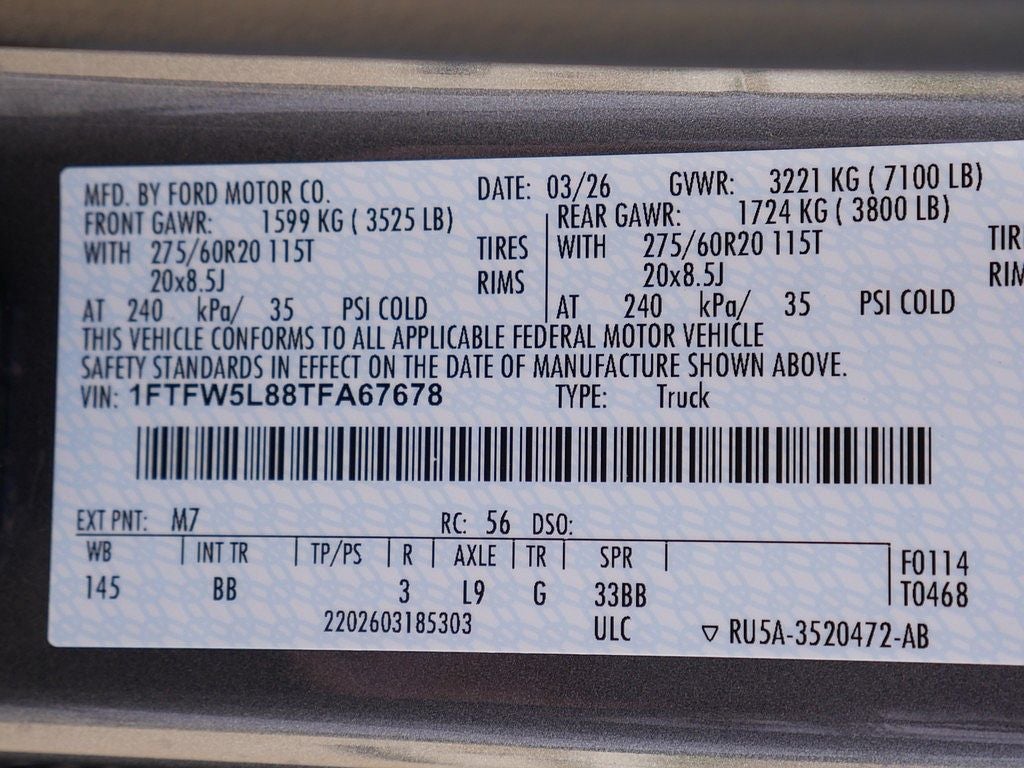 MFD. BY FORD MOTOR CO. DATE: 03/26 GVWR: 3221 KG ( 7100 LB)
FRONT GAWR: 1599 KG ( 3525 LB) REAR GAWR: 1724 KG ( 3800 LB)
WITH 275/60R20 115T TIRES WITH 275/60R20 115T TIR
20x8.5J RIMS 20x8.5J RIM
AT 240 kPa/ 35 PSI COLD AT 240 kPa/ 35 PSI COLD
THIS VEHICLE CONFORMS TO ALL APPLICABLE FEDERAL MOTOR VEHICLE
SAFETY STANDARDS IN EFFECT ON THE DATE OF MANUFACTURE SHOWN ABOVE.
VIN: 1FTFW5L88TFA67678 TYPE: Truck
EXT PNT: M7 RC: 56 DSO:
WB INT TR TP/PS R AXLE TR SPR F0114
145 BB 3 L9 G 33BB T0468
2202603185303 ULC ▽ RU5A-3520472-AB